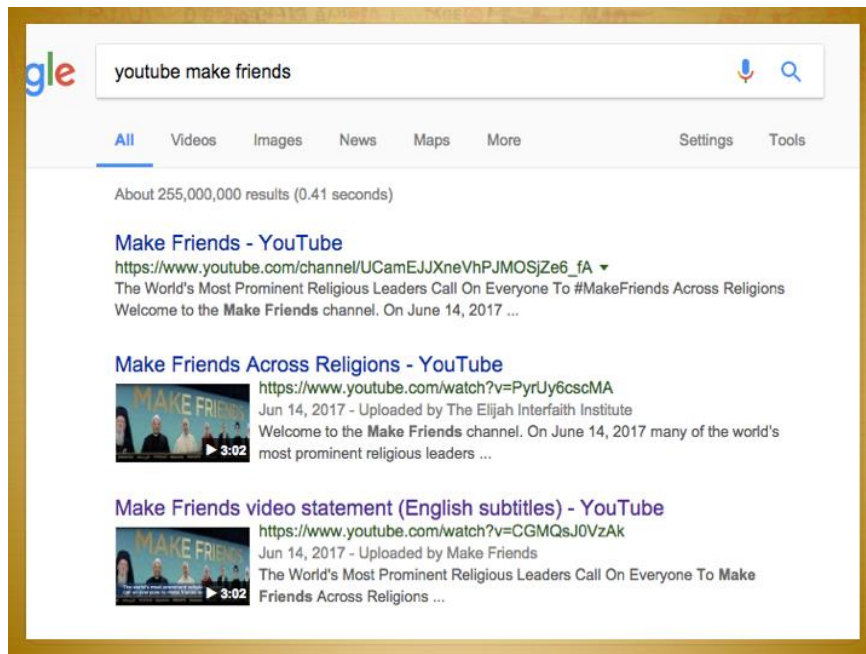 gle
youtube make friends
All Videos Images News Maps More Settings Tools
About 255,000,000 results (0.41 seconds)
Make Friends - YouTube
https://www.youtube.com/channel/UCamEJJXneVhPJMOSjZe6_fA
The World's Most Prominent Religious Leaders Call On Everyone To #MakeFriends Across Religions
Welcome to the Make Friends channel. On June 14, 2017 ...
Make Friends Across Religions - YouTube
MAKE FRIENDS
3:02
https://www.youtube.com/watch?v=PyrUy6cscMA
Jun 14, 2017 - Uploaded by The Elijah Interfaith Institute
Welcome to the Make Friends channel. On June 14, 2017 many of the world's
most prominent religious leaders ...
Make Friends video statement (English subtitles) - YouTube
MAKE FRIENDS
3:02
https://www.youtube.com/watch?v=CGMQsJ0VzAk
Jun 14, 2017 - Uploaded by Make Friends
The World's Most Prominent Religious Leaders Call On Everyone To Make
Friends Across Religions ...